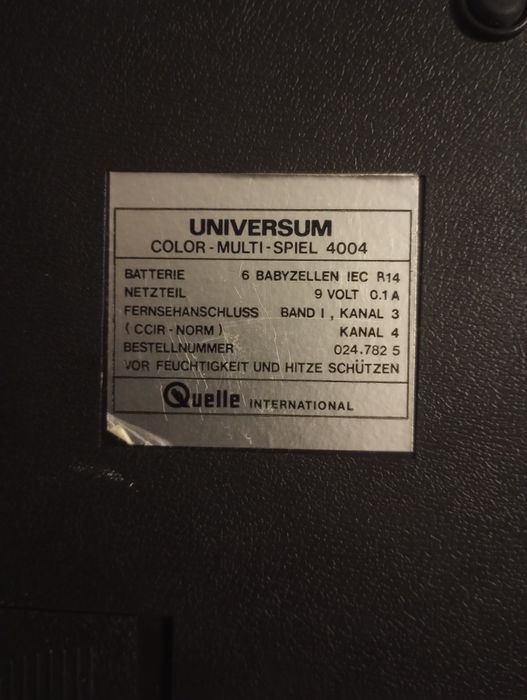 UNIVERSUM
COLOR-MULTI-SPIEL 4004
BATTERIE 6 BABYZELLEN IEC R14
NETZTEIL 9 VOLT 0.1 A
FERNSEHANSCHLUSS BAND I, KANAL 3
(CCIR-NORM) KANAL 4
BESTELLNUMMER 024.782 5
VOR FEUCHTIGKEIT UND HITZE SCHÜTZEN
Quelle INTERNATIONAL